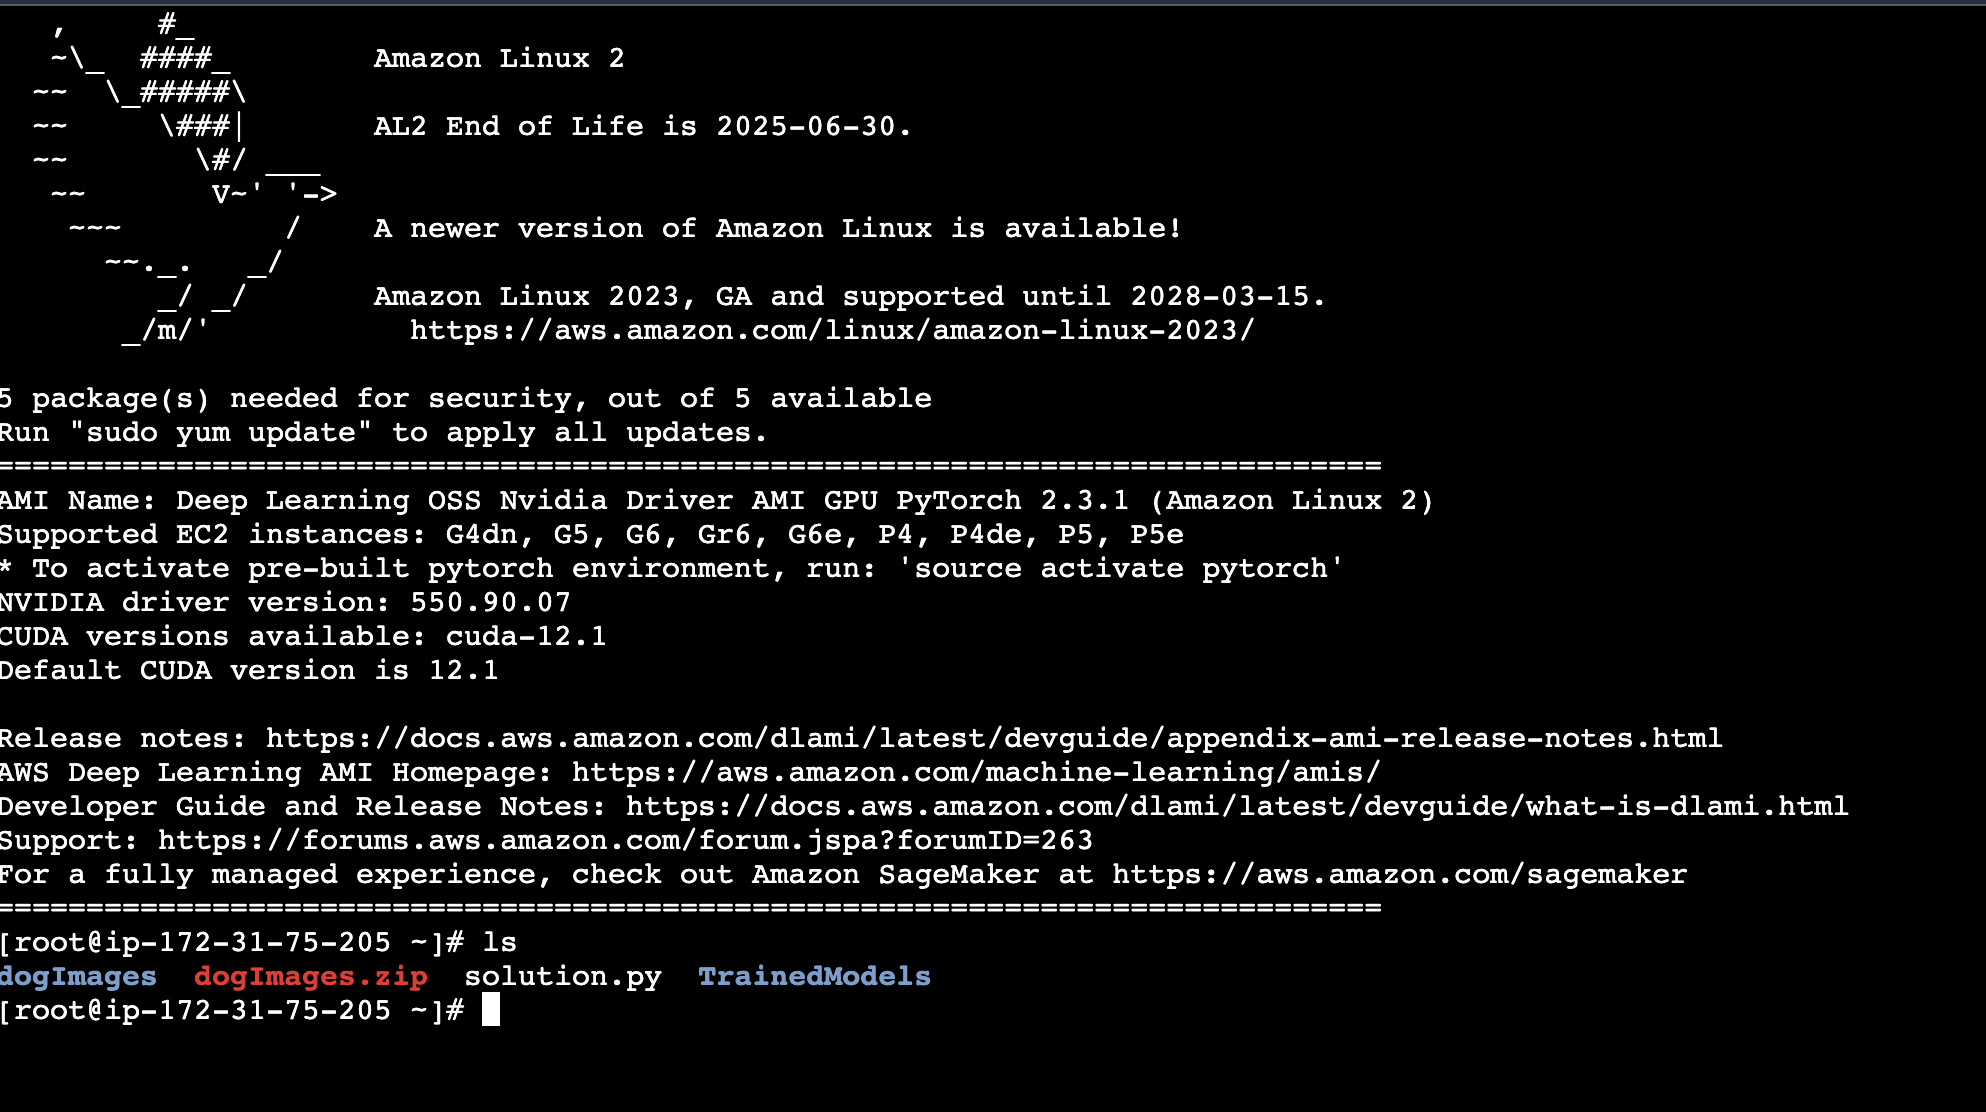 ,     #_
~\_  ####_        Amazon Linux 2
~~  \_#####\
~~     \###|       AL2 End of Life is 2025-06-30.
~~       \#/ ___
~~       V~' '->
~~~         /    A newer version of Amazon Linux is available!
~~._.   _/
_/ _/       Amazon Linux 2023, GA and supported until 2028-03-15.
_/m/'           https://aws.amazon.com/linux/amazon-linux-2023/
5 package(s) needed for security, out of 5 available
Run "sudo yum update" to apply all updates.
=============================================================================
AMI Name: Deep Learning OSS Nvidia Driver AMI GPU PyTorch 2.3.1 (Amazon Linux 2)
Supported EC2 instances: G4dn, G5, G6, Gr6, G6e, P4, P4de, P5, P5e
* To activate pre-built pytorch environment, run: 'source activate pytorch'
NVIDIA driver version: 550.90.07
CUDA versions available: cuda-12.1
Default CUDA version is 12.1
Release notes: https://docs.aws.amazon.com/dlami/latest/devguide/appendix-ami-release-notes.html
AWS Deep Learning AMI Homepage: https://aws.amazon.com/machine-learning/amis/
Developer Guide and Release Notes: https://docs.aws.amazon.com/dlami/latest/devguide/what-is-dlami.html
Support: https://forums.aws.amazon.com/forum.jspa?forumID=263
For a fully managed experience, check out Amazon SageMaker at https://aws.amazon.com/sagemaker
=============================================================================
[root@ip-172-31-75-205 ~]# ls
dogImages  dogImages.zip  solution.py  TrainedModels
[root@ip-172-31-75-205 ~]#